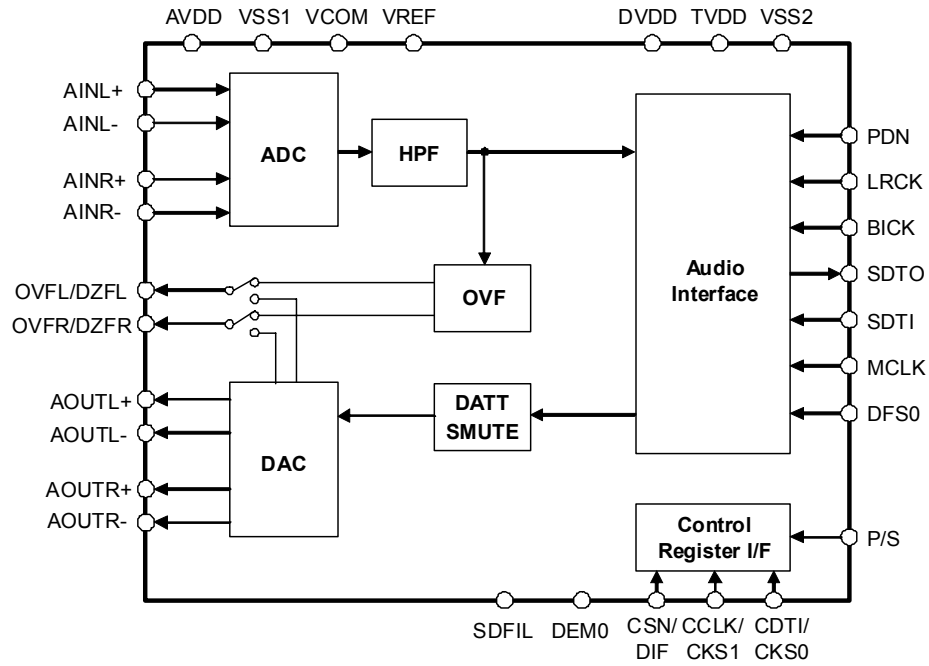 AVDD VSS1 VCOM VREF DVDD TVDD VSS2
AINL+
AINL-
AINR+
AINR-
ADC
HPF
OVF
OVFL/DZFL
OVFR/DZFR
AOUTL+
AOUTL-
AOUTR+
AOUTR-
DAC
DATT
SMUTE
Audio
Interface
PDN
LRCK
BICK
SDTO
SDTI
MCLK
DFS0
Control
Register I/F
P/S
SDFIL
DEM0
CSN/
DIF
CCLK/
CKS1
CDTI/
CKS0